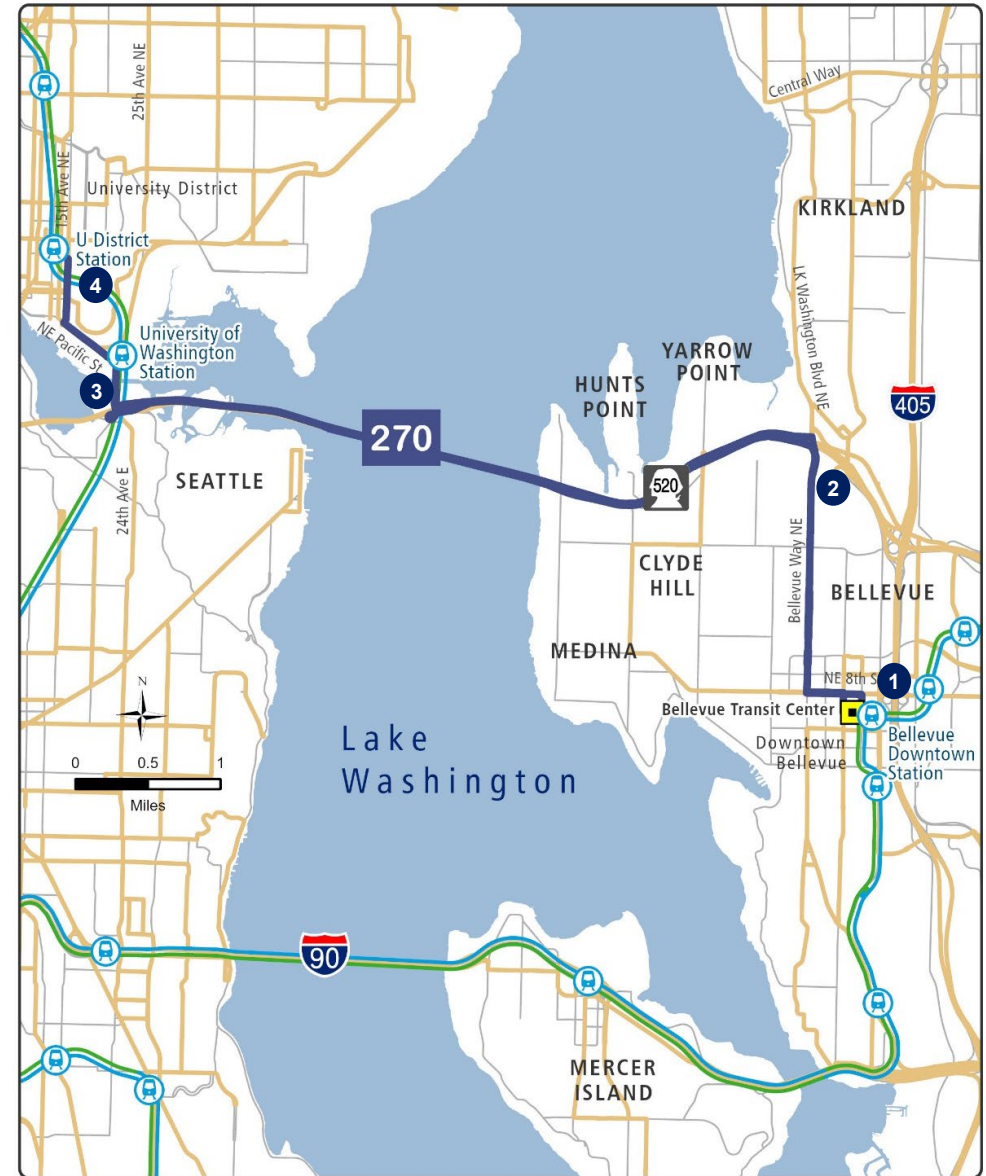 25th Ave NE
Central Way
15th Ave NE
University District
KIRKLAND
U District
Station
4
LK Washington Blvd NE
NE Pacific St
University of
Washington
Station
YARROW
POINT
HUNTS
POINT
3
405
270
SEATTLE
520
2
24th Ave E
Bellevue Way NE
CLYDE
HILL
BELLEVUE
MEDINA
NE 8th S
1
N
Bellevue Transit Center
Lake
Washington
Downtown
Bellevue
Bellevue
Downtown
Station
0 0.5 1
Miles
90
MERCER
ISLAND